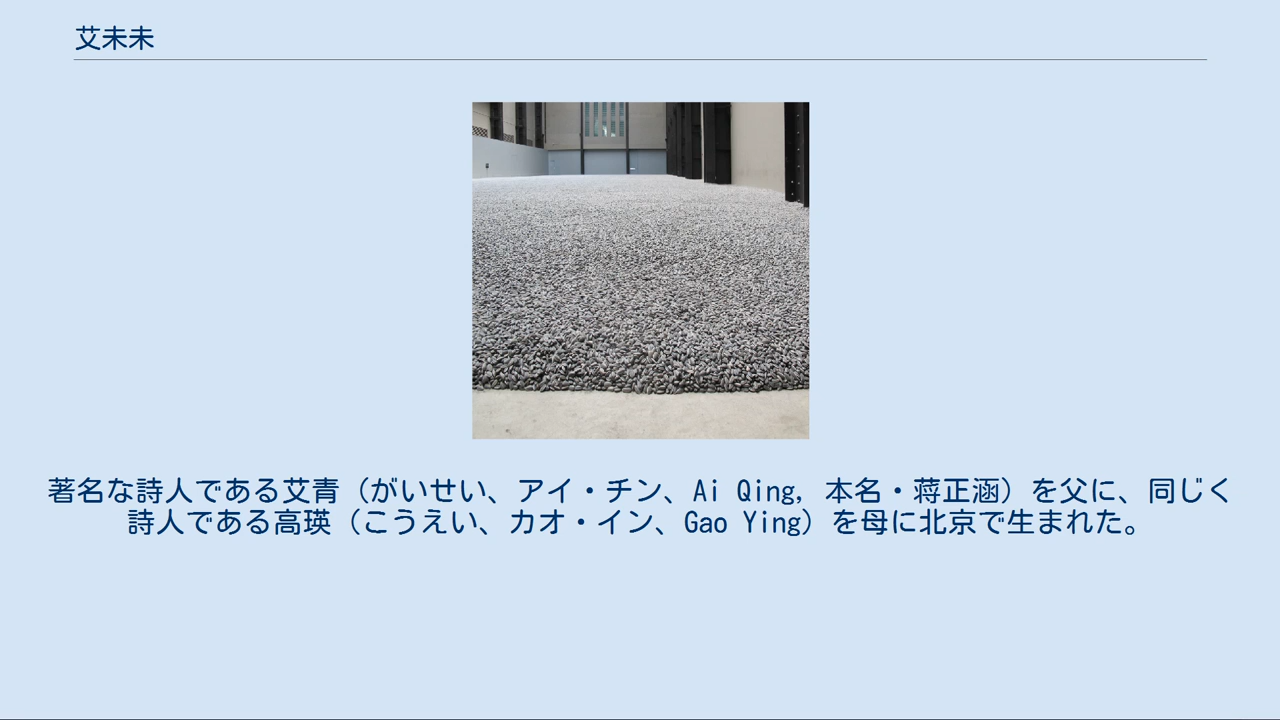 艾未未
著名な詩人である艾青（がいせい、アイ・チン、Ai Qing, 本名・蒋正涵）を父に、同じく
詩人である高瑛（こうえい、カオ・イン、Gao Ying）を母に北京で生まれた。